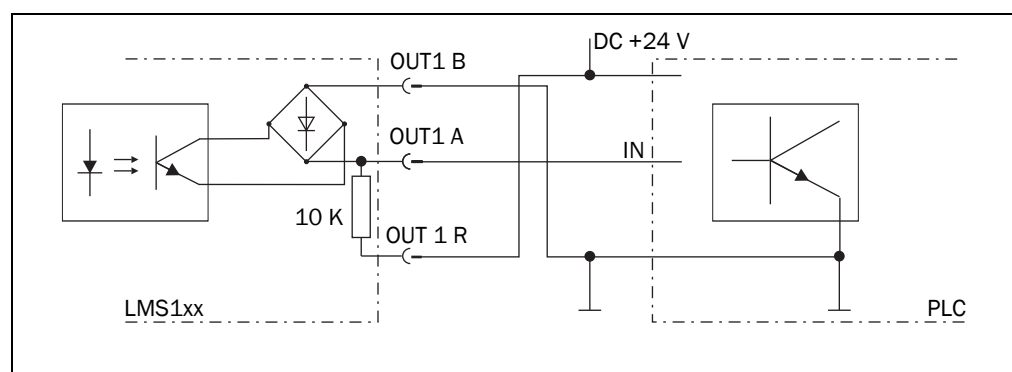 DC +24 V
OUT1 B
OUT1 A
IN
10 K
OUT 1 R
LMS1xx
PLC